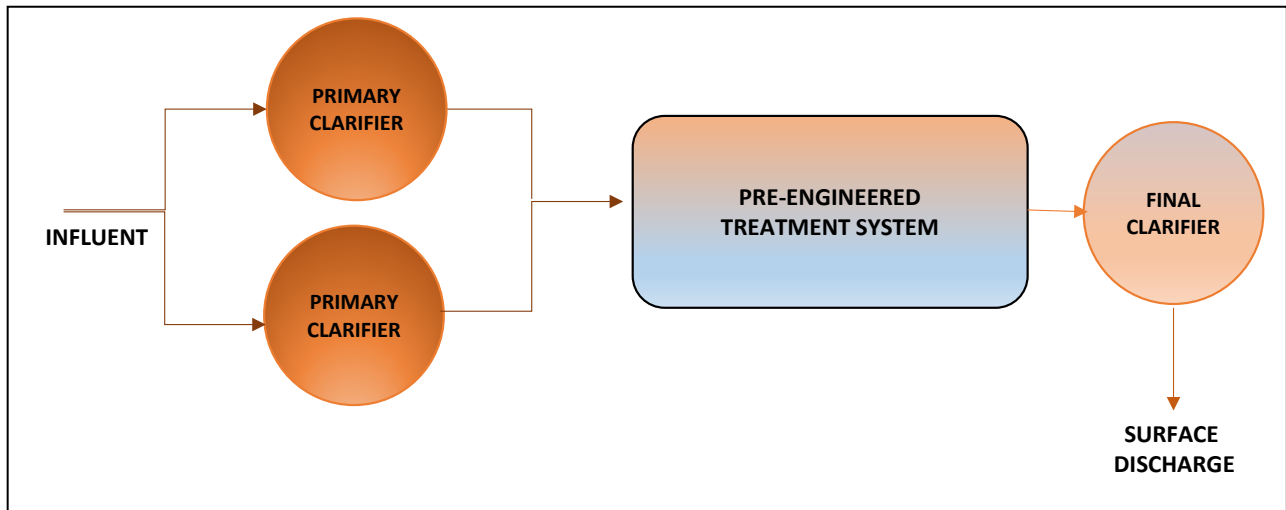 INFLUENT
PRIMARY
CLARIFIER
PRIMARY
CLARIFIER
PRE-ENGINEERED
TREATMENT SYSTEM
FINAL
CLARIFIER
SURFACE
DISCHARGE